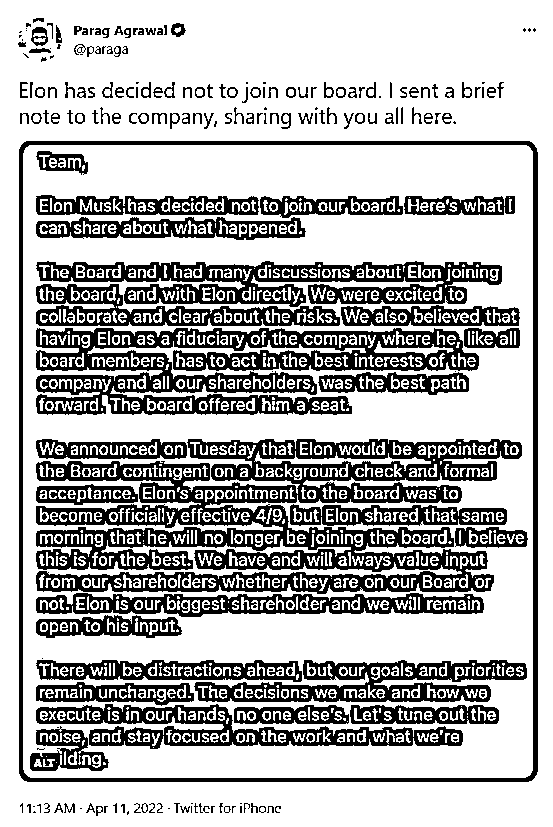 Parag Agrawal
@paraga
Elon has decided not to join our board. I sent a brief
note to the company, sharing with you all here.
Team,
Elon Musk has decided not to join our board. Here's what I
can share about what happened.
The Board and I had many discussions about Elon joining
the board, and with Elon directly. We were excited to
collaborate and clear about the risks. We also believed that
having Elon as a fiduciary of the company where he, like all
board members, has to act in the best interests of the
company and all our shareholders, was the best path
forward. The board offered him a seat.
We announced on Tuesday that Elon would be appointed to
the Board contingent on a background check and formal
acceptance. Elon's appointment to the board was to
become officially effective 4/9, but Elon shared that same
morning that he will no longer be joining the board. I believe
this is for the best. We have and will always value input
from our shareholders whether they are on our Board or
not. Elon is our biggest shareholder and we will remain
open to his input.
There will be distractions ahead, but our goals and priorities
remain unchanged. The decisions we make and how we
execute is in our hands, no one else's. Let's tune out the
noise, and stay focused on the work and what we're
ALT ilding.
11:13 AM · Apr 11, 2022 · Twitter for iPhone